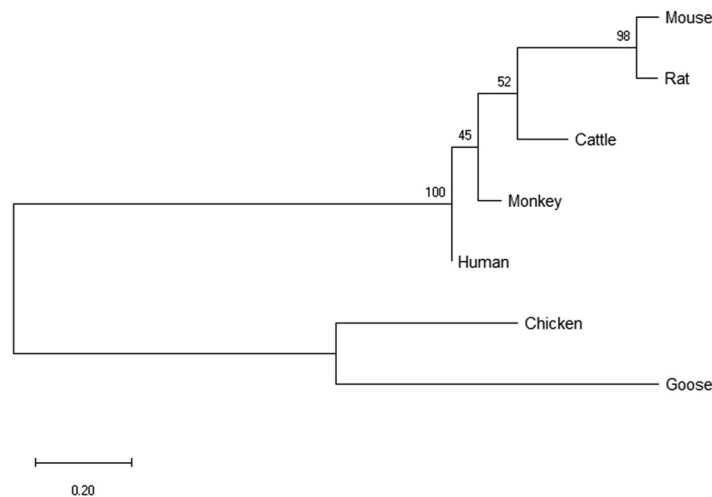 Mouse
98
Rat
52
Cattle
45
Monkey
100
Human
Chicken
Goose
0.20